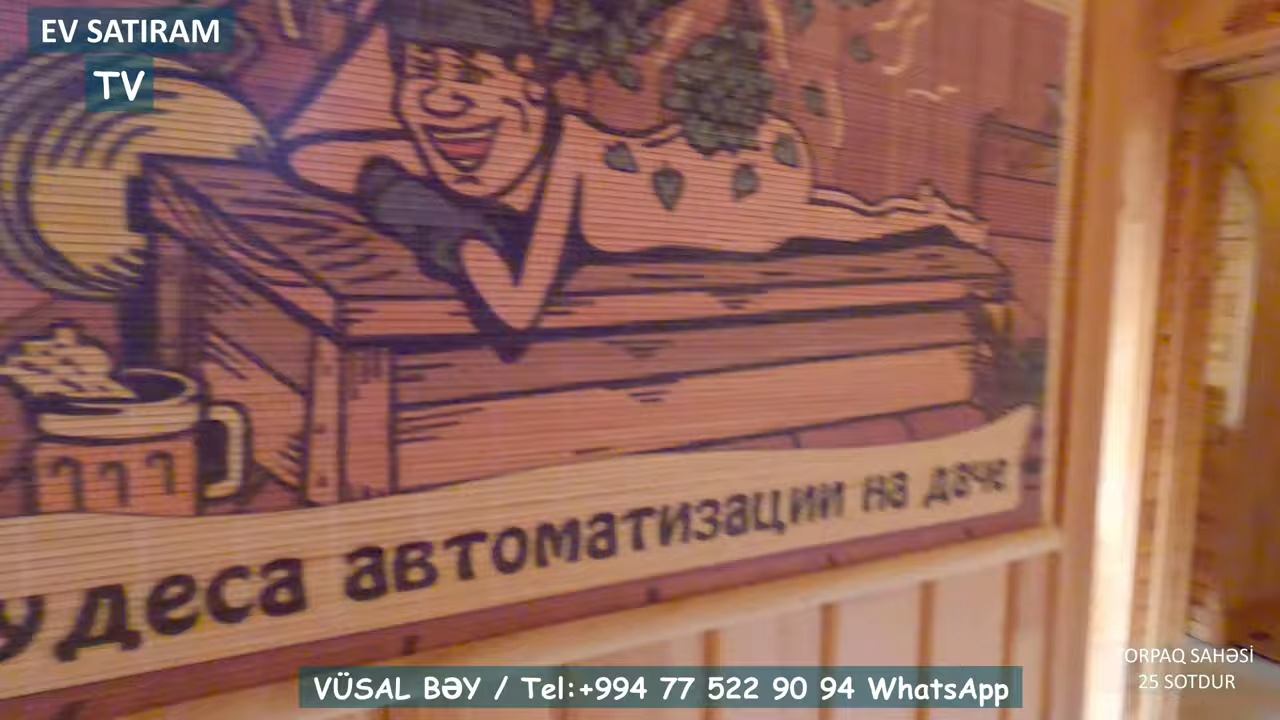 EV SATIRAM
TV
удеса автоматизации на даче
ORPAQ SAHƏSİ
25 SOTDUR
VÜSAL BƏY / Tel:+994 77 522 90 94 WhatsApp